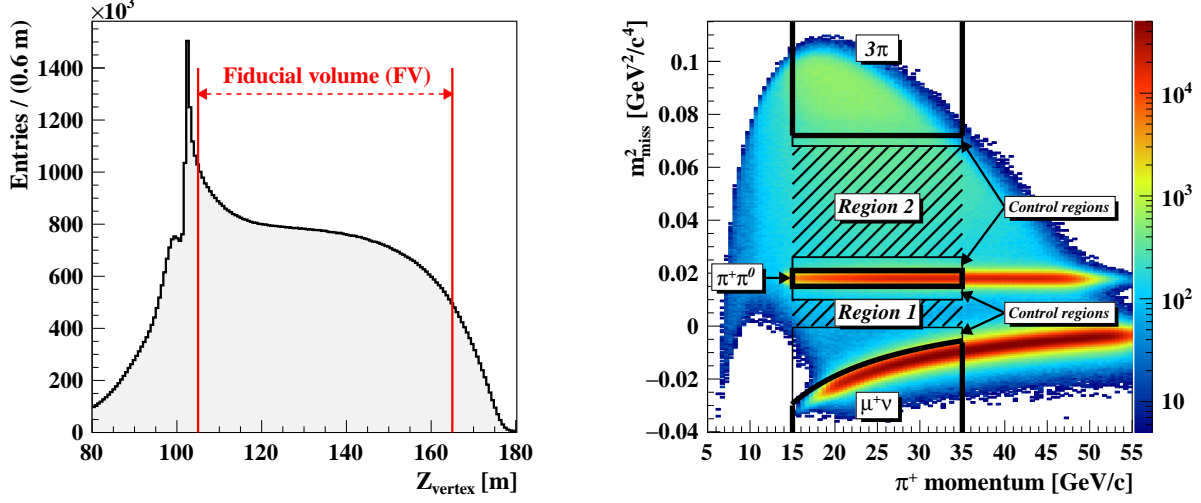 ×10³
Entries / (0.6 m)
1400
1200
1000
800
600
400
200
0
Fiducial volume (FV)
80 100 120 140 160 180
Z_vertex [m]
m²_miss [GeV²/c⁴]
0.1
0.08
0.06
0.04
0.02
0
−0.02
−0.04
3π
Region 2
Control regions
π⁺π⁰
Region 1
Control regions
μ⁺ν
5 10 15 20 25 30 35 40 45 50 55
π⁺ momentum [GeV/c]
10⁴
10³
10²
10